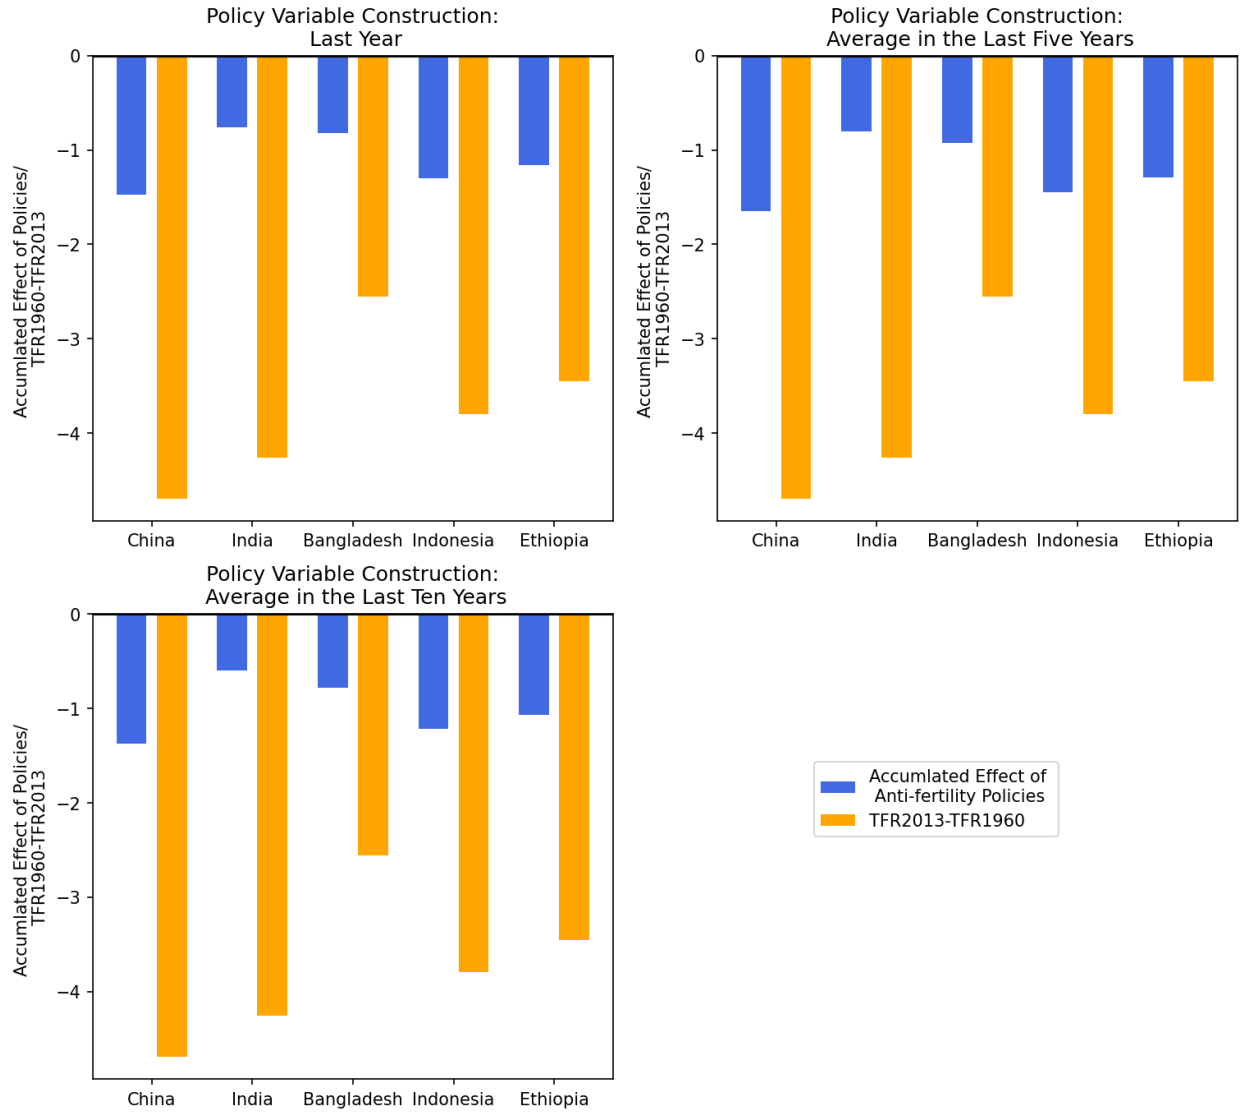 Policy Variable Construction:
Last Year
0
−1
−2
−3
−4
Accumlated Effect of Policies/
TFR1960-TFR2013
China
India
Bangladesh
Indonesia
Ethiopia
Policy Variable Construction:
Average in the Last Five Years
0
−1
−2
−3
−4
Accumlated Effect of Policies/
TFR1960-TFR2013
China
India
Bangladesh
Indonesia
Ethiopia
Policy Variable Construction:
Average in the Last Ten Years
0
−1
−2
−3
−4
Accumlated Effect of Policies/
TFR1960-TFR2013
China
India
Bangladesh
Indonesia
Ethiopia
Accumlated Effect of
Anti-fertility Policies
TFR2013-TFR1960